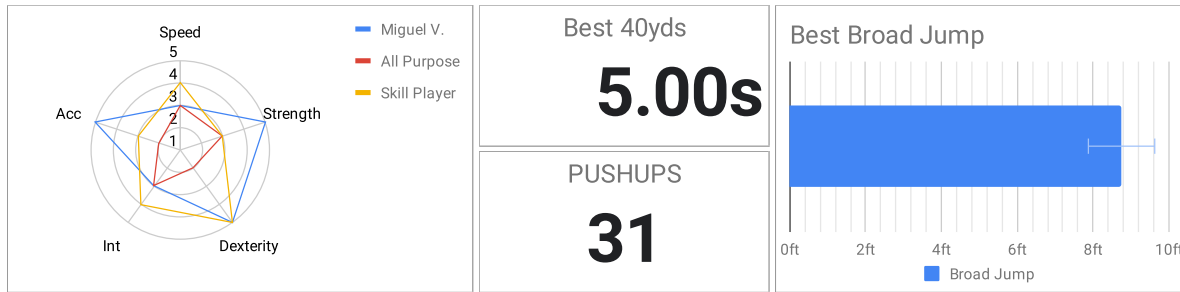 Speed
5
4
3
2
1
Acc
Strength
Int
Dexterity
Miguel V.
All Purpose
Skill Player
Best 40yds
5.00s
PUSHUPS
31
Best Broad Jump
0ft 2ft 4ft 6ft 8ft 10ft
Broad Jump